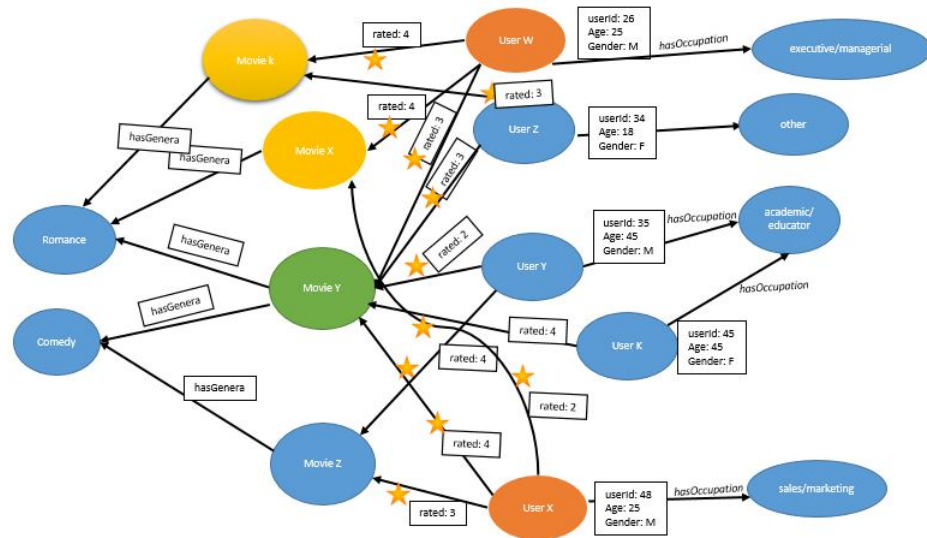 Movie k
rated: 4
User W
userId: 26
Age: 25
Gender: M
hasOccupation
executive/managerial
rated: 3
rated: 4
Movie X
hasGenera
hasGenera
rated: 3
rated: 3
User Z
userId: 34
Age: 18
Gender: F
other
Romance
hasGenera
Movie Y
rated: 2
User Y
userId: 35
Age: 45
Gender: M
hasOccupation
academic/
educator
hasOccupation
Comedy
hasGenera
rated: 4
User K
userId: 45
Age: 45
Gender: F
rated: 4
hasGenera
rated: 2
Movie Z
rated: 4
rated: 3
User X
userId: 48
Age: 25
Gender: M
hasOccupation
sales/marketing